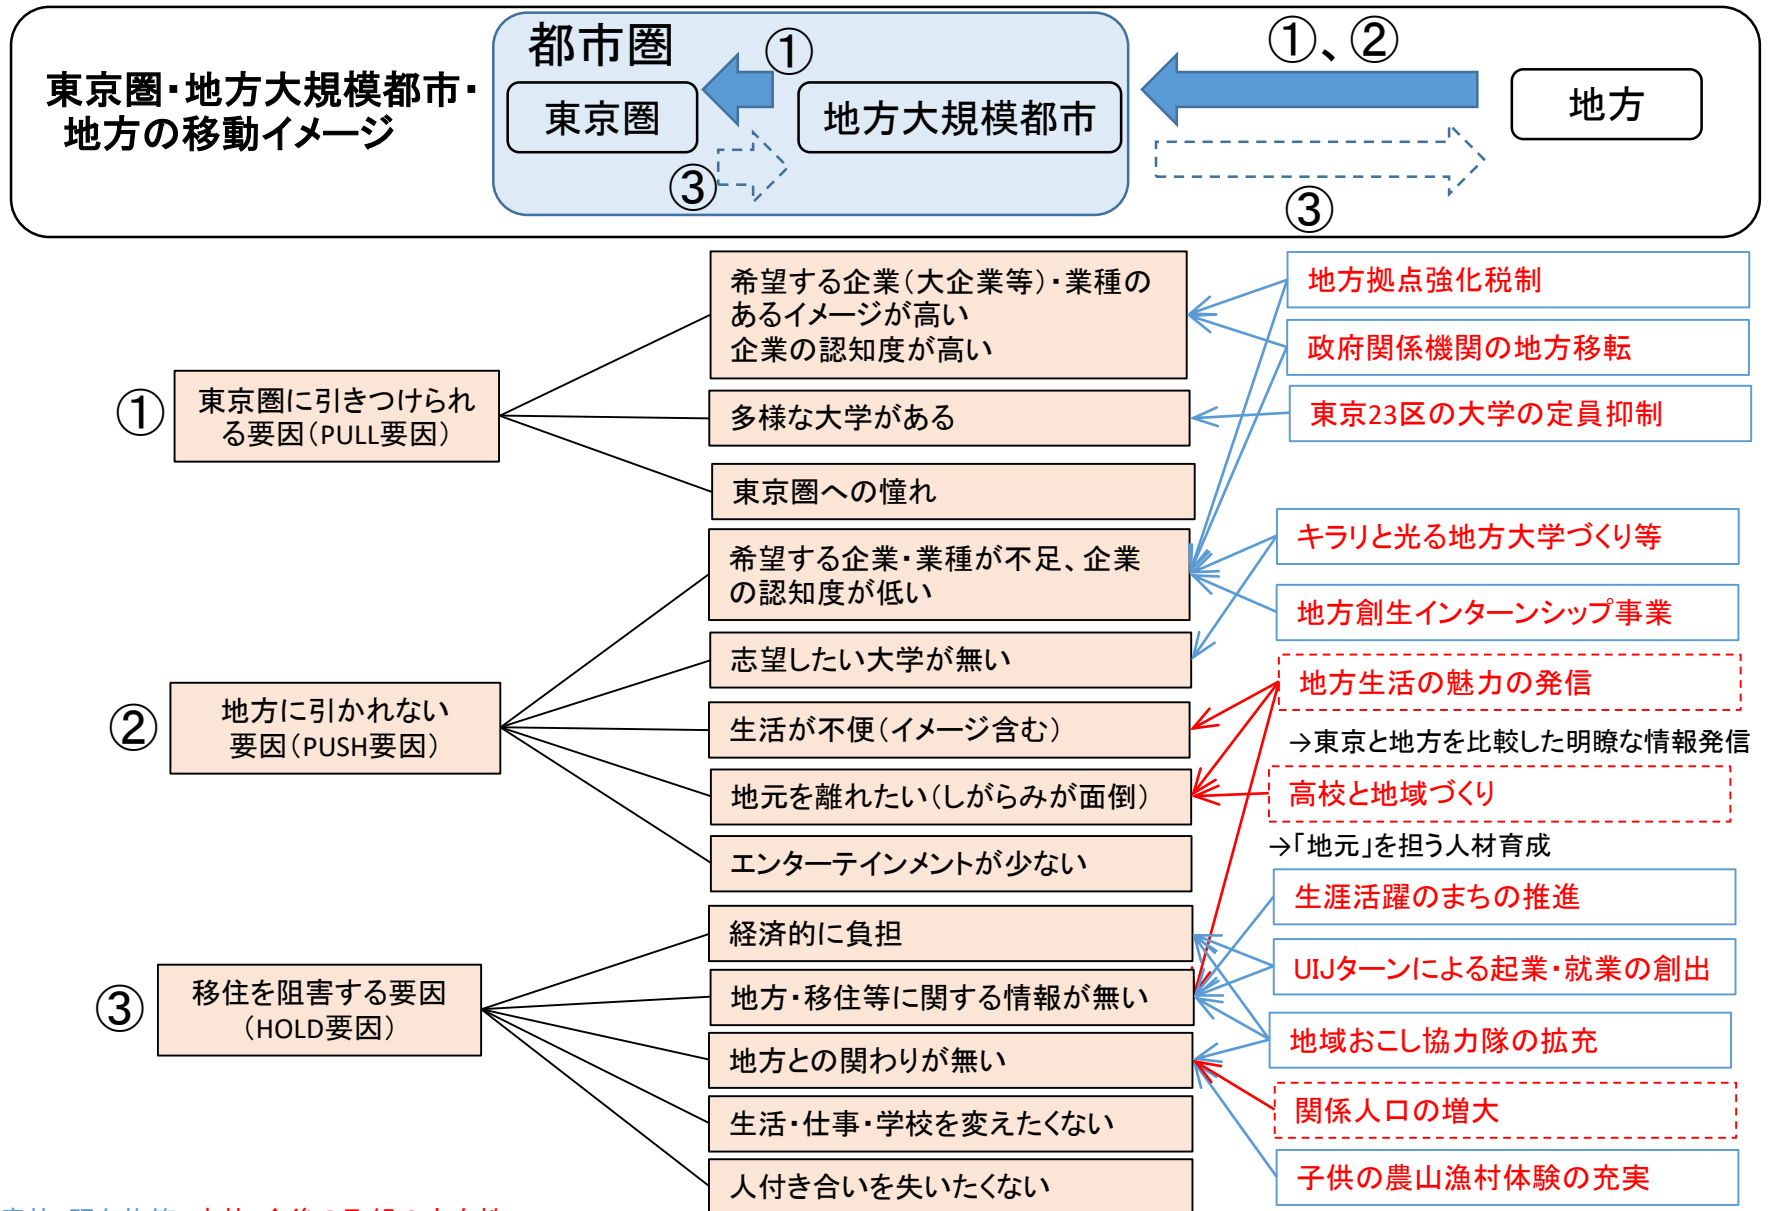 東京圏・地方大規模都市・
地方の移動イメージ
都市圏
①
①、②
東京圏
地方大規模都市
地方
③
③
①
東京圏に引きつけられ
る要因（PULL要因）
希望する企業（大企業等）・業種の
あるイメージが高い
企業の認知度が高い
多様な大学がある
東京圏への憧れ
②
地方に引かれない
要因（PUSH要因）
希望する企業・業種が不足、企業
の認知度が低い
志望したい大学が無い
生活が不便（イメージ含む）
地元を離れたい（しがらみが面倒）
エンターテインメントが少ない
③
移住を阻害する要因
（HOLD要因）
経済的に負担
地方・移住等に関する情報が無い
地方との関わりが無い
生活・仕事・学校を変えたくない
人付き合いを失いたくない
地方拠点強化税制
政府関係機関の地方移転
東京23区の大学の定員抑制
キラリと光る地方大学づくり等
地方創生インターンシップ事業
地方生活の魅力の発信
→東京と地方を比較した明瞭な情報発信
高校と地域づくり
→「地元」を担う人材育成
生涯活躍のまちの推進
UIJターンによる起業・就業の創出
地域おこし協力隊の拡充
関係人口の増大
子供の農山漁村体験の充実